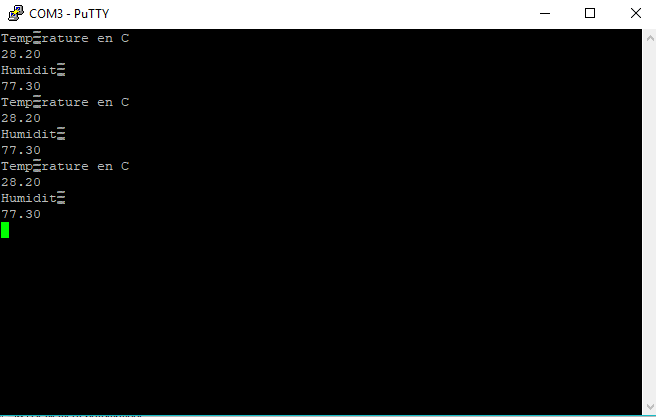 COM3 - PuTTY
Temp�rature en C
28.20
Humidit�
77.30
Temp�rature en C
28.20
Humidit�
77.30
Temp�rature en C
28.20
Humidit�
77.30